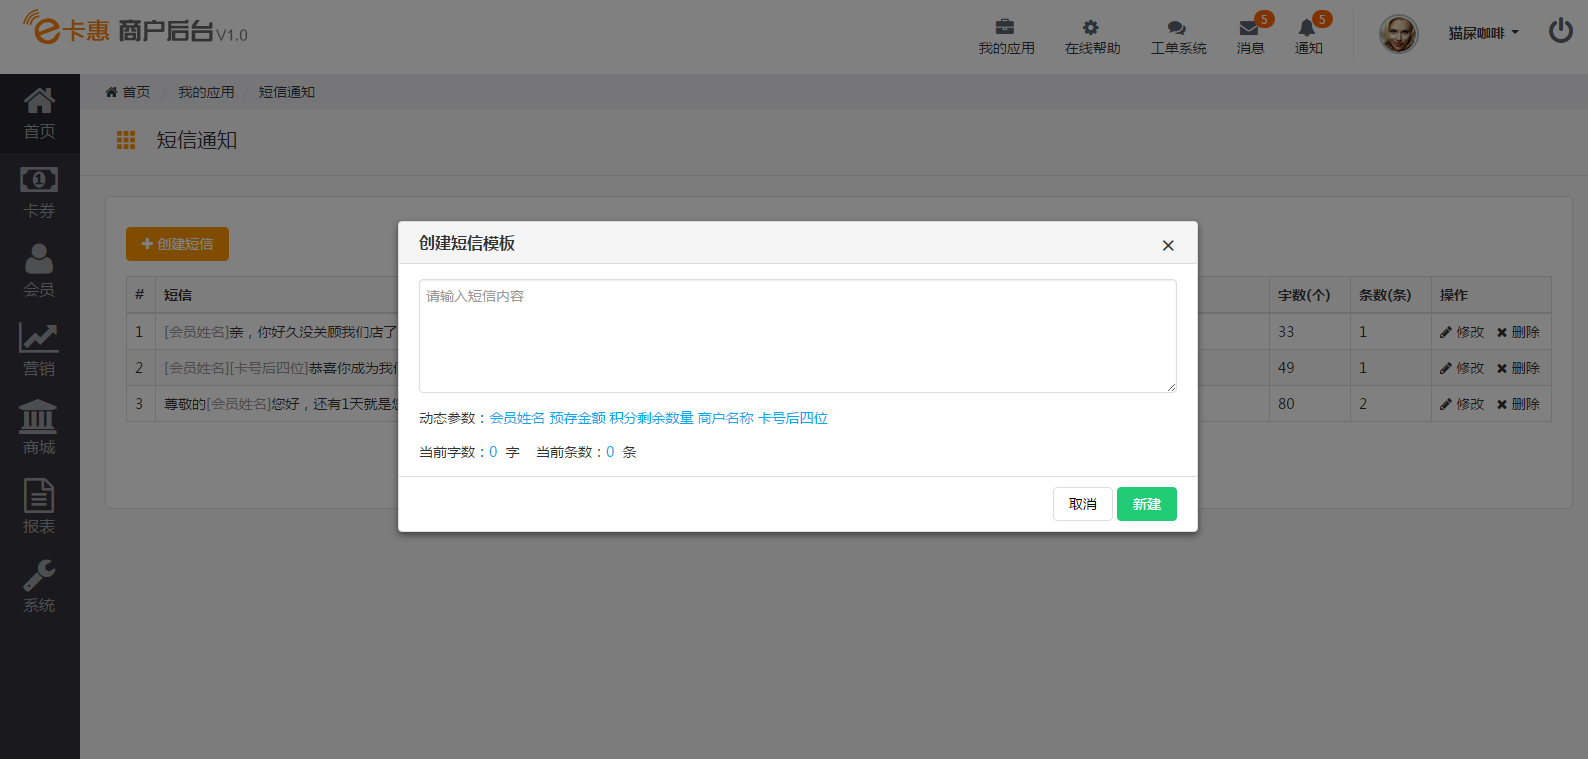 e卡惠 商户后台 V1.0
我的应用 在线帮助 工单系统 消息 5 通知 5 猫屎咖啡
首页 我的应用 短信通知
短信通知
首页
卡券
会员
营销
商城
报表
系统
创建短信
# 短信 字数(个) 条数(条) 操作
1 [会员姓名]亲，你好久没关顾我们店了 33 1 修改 删除
2 [会员姓名][卡号后四位]恭喜你成为我们 49 1 修改 删除
3 尊敬的[会员姓名]您好，还有1天就是您 80 2 修改 删除
创建短信模板 ×
请输入短信内容
动态参数：会员姓名 预存金额 积分剩余数量 商户名称 卡号后四位
当前字数：0 字 当前条数：0 条
取消 新建